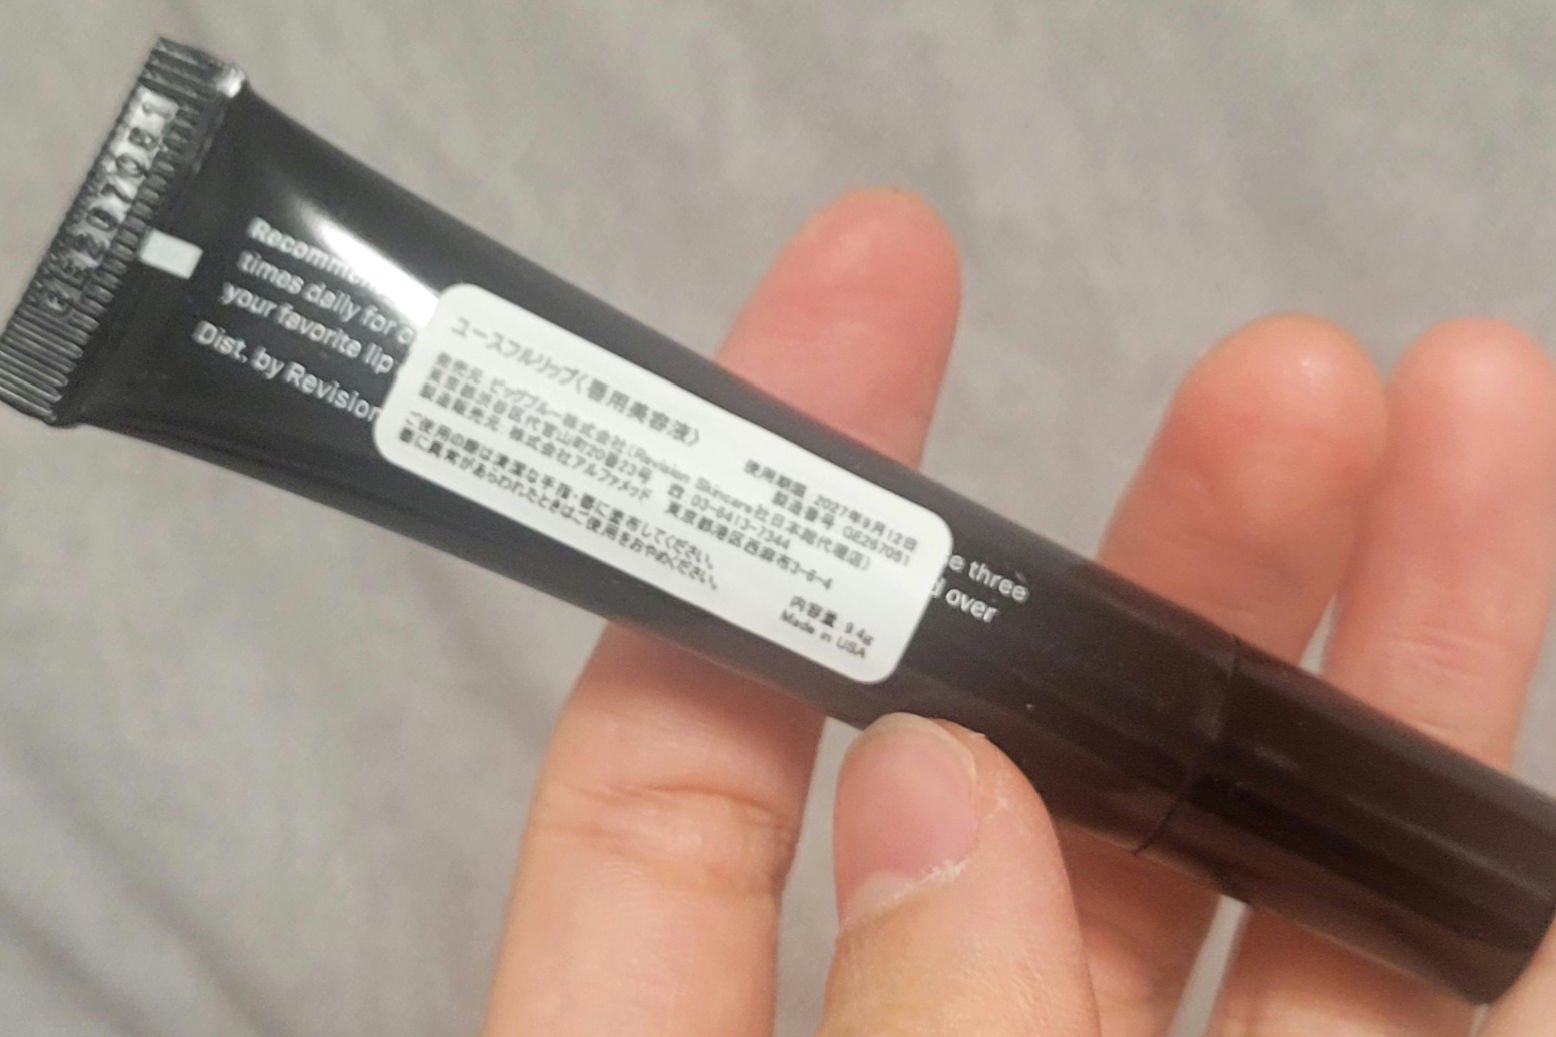 Recomme
times daily for
your favorite lip
Dist. by Revision
e three
d over
ユースフルリップ〈唇用美容液〉
使用期限 2027年9月12日
製造番号 GE267081
発売元 ビッグブルー株式会社(Revision Skincare社日本総代理店)
東京都渋谷区代官山町20番23号 西 03-6413-7344
製造販売元 株式会社アルファメッド 東京都港区西麻布3-6-4
ご使用の際は清潔な手指・唇に塗布してください。
唇に異常があらわれたときはご使用をおやめください。
内容量 9.4g
Made in USA